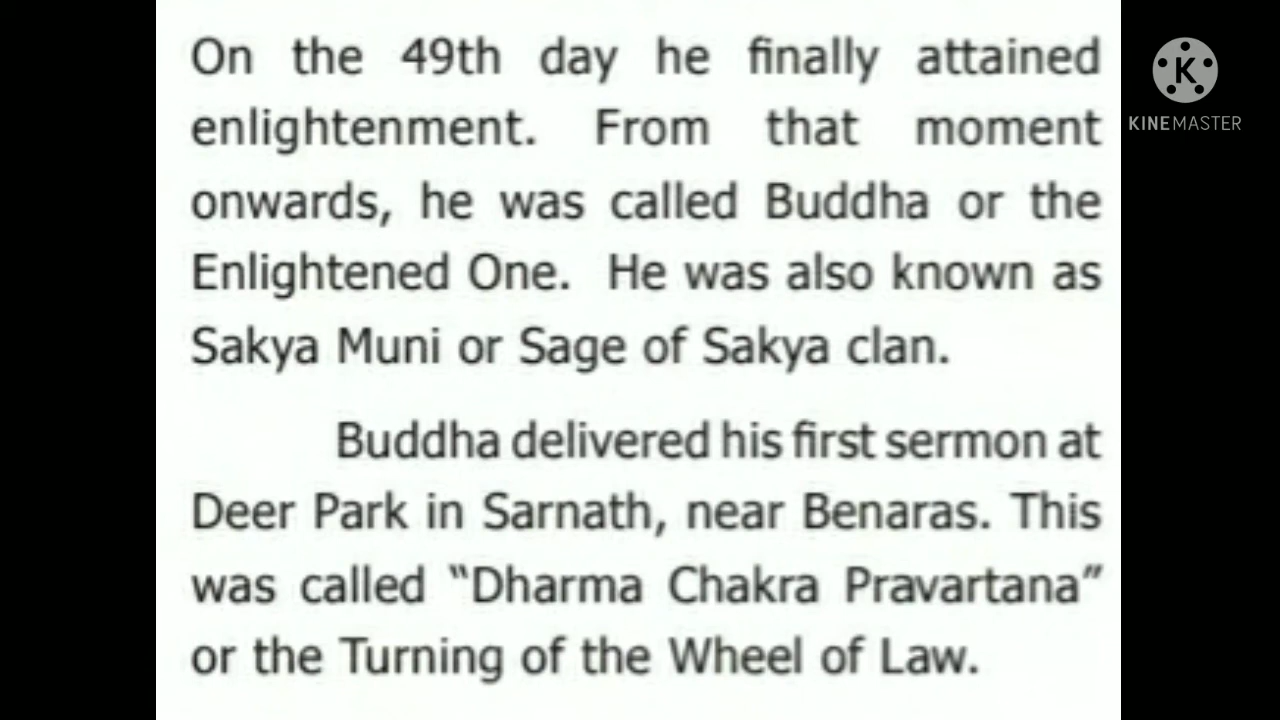 On the 49th day he finally attained
enlightenment. From that moment
onwards, he was called Buddha or the
Enlightened One. He was also known as
Sakya Muni or Sage of Sakya clan.
Buddha delivered his first sermon at
Deer Park in Sarnath, near Benaras. This
was called “Dharma Chakra Pravartana”
or the Turning of the Wheel of Law.
K
KINEMASTER